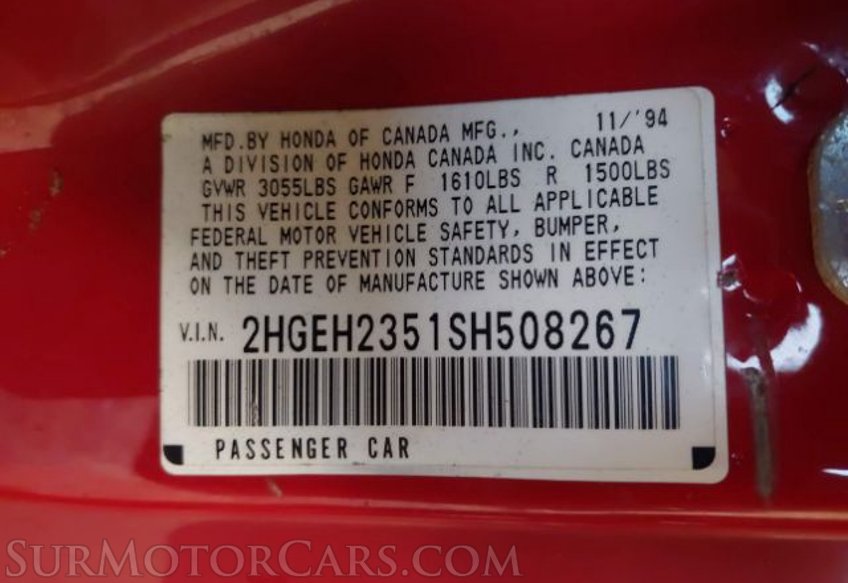 MFD.BY HONDA OF CANADA MFG., 11/'94
A DIVISION OF HONDA CANADA INC. CANADA
GVWR 3055LBS GAWR F 1610LBS R 1500LBS
THIS VEHICLE CONFORMS TO ALL APPLICABLE
FEDERAL MOTOR VEHICLE SAFETY, BUMPER,
AND THEFT PREVENTION STANDARDS IN EFFECT
ON THE DATE OF MANUFACTURE SHOWN ABOVE:
V.I.N. 2HGEH2351SH508267
PASSENGER CAR
SURMOTORCARS.COM